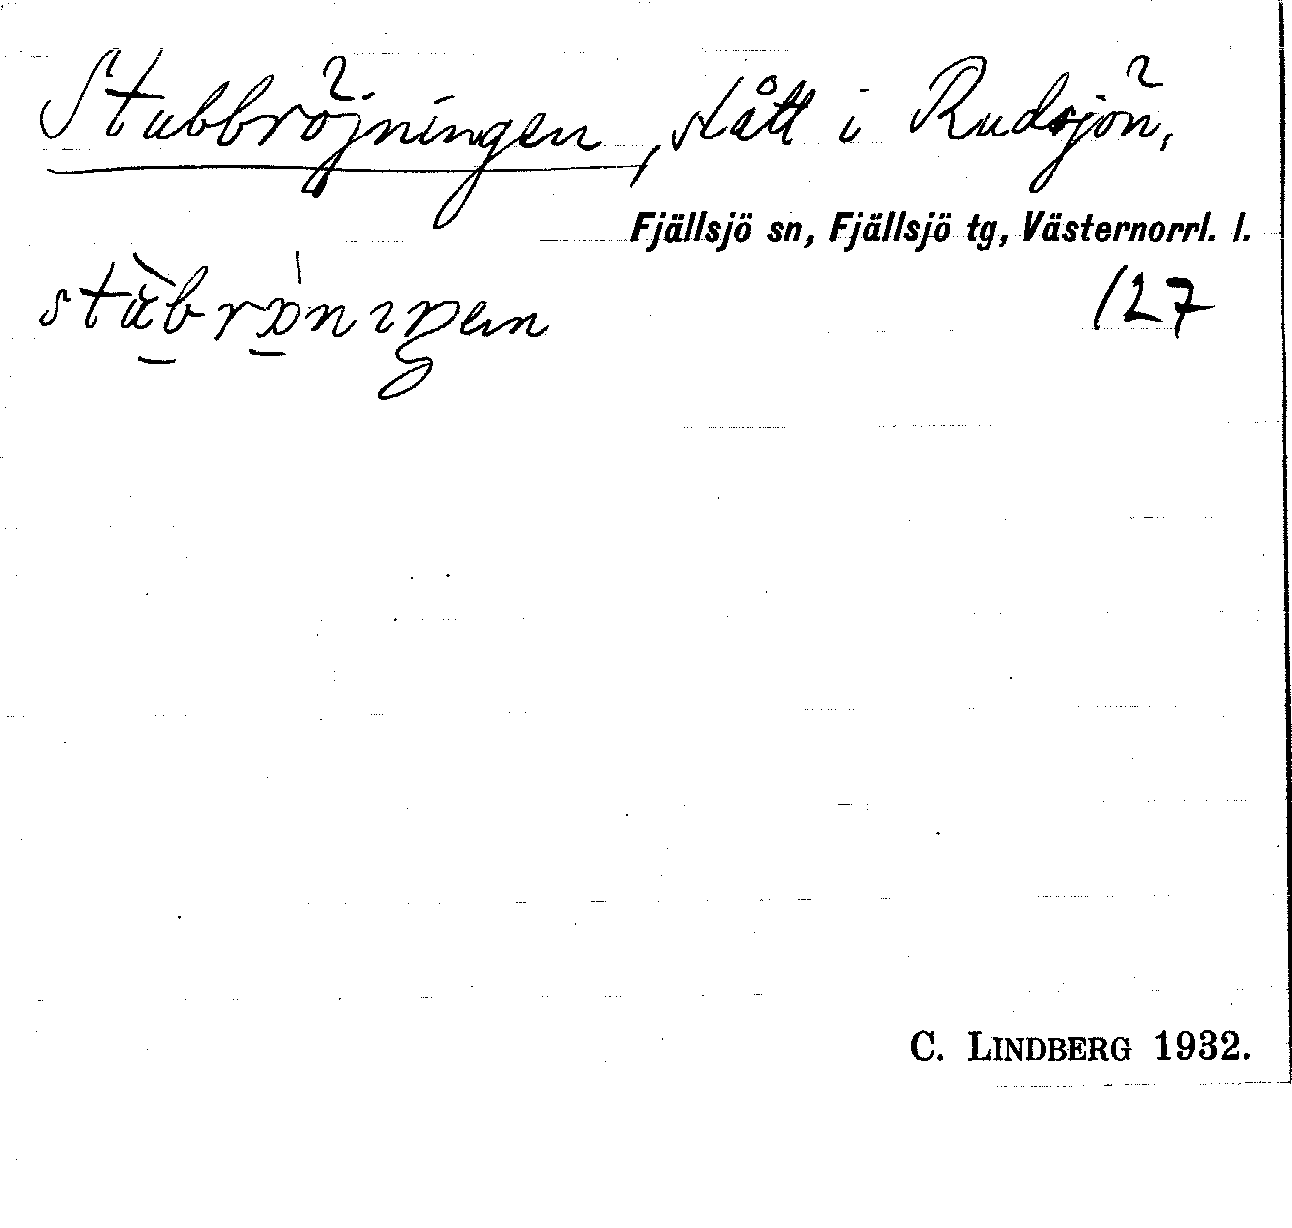 Stubbröjningen, slått i Rudsjön,
Fjällsjö sn, Fjällsjö tg, Västernorrl. l.
127
C. LINDBERG 1932.